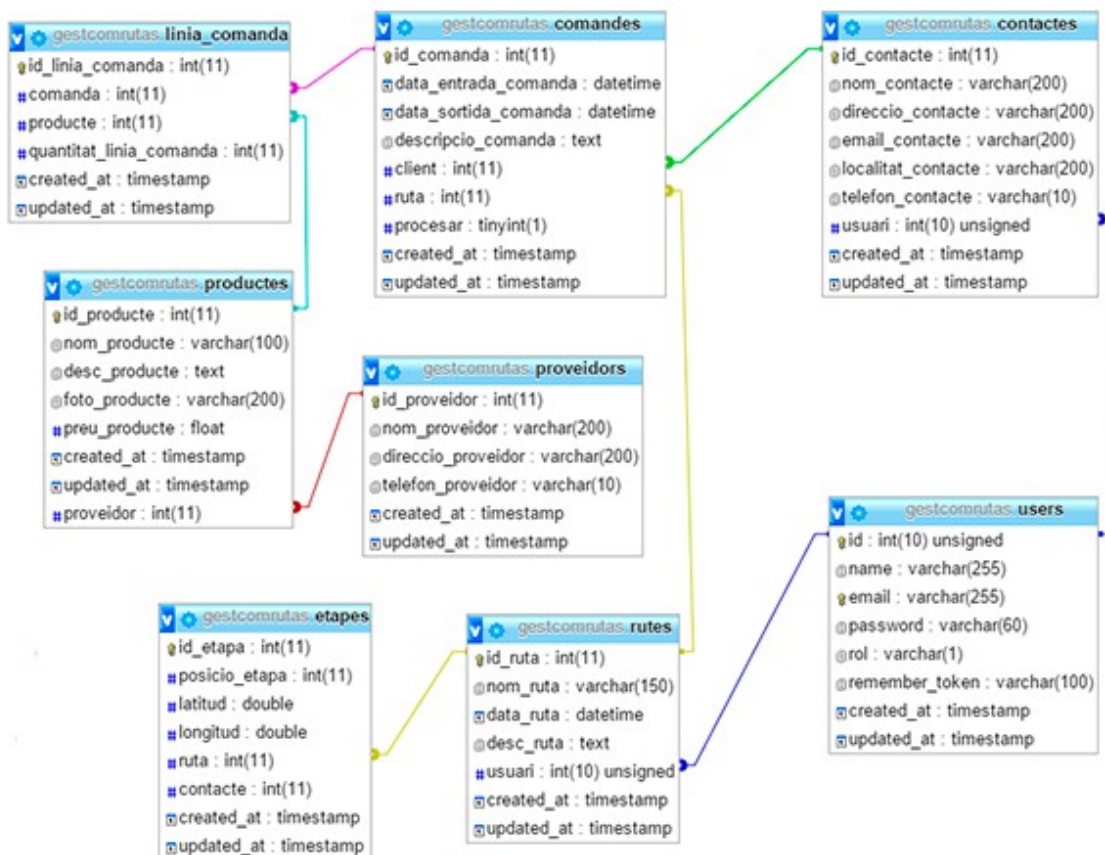 gestcomrutas.linia_comanda
id_linia_comanda : int(11)
comanda : int(11)
producte : int(11)
quantitat_linia_comanda : int(11)
created_at : timestamp
updated_at : timestamp
gestcomrutas.comandes
id_comanda : int(11)
data_entrada_comanda : datetime
data_sortida_comanda : datetime
descripcio_comanda : text
client : int(11)
ruta : int(11)
procesar : tinyint(1)
created_at : timestamp
updated_at : timestamp
gestcomrutas.contactes
id_contacte : int(11)
nom_contacte : varchar(200)
direccio_contacte : varchar(200)
email_contacte : varchar(200)
localitat_contacte : varchar(200)
telefon_contacte : varchar(10)
usuari : int(10) unsigned
created_at : timestamp
updated_at : timestamp
gestcomrutas.productes
id_producte : int(11)
nom_producte : varchar(100)
desc_producte : text
foto_producte : varchar(200)
preu_producte : float
created_at : timestamp
updated_at : timestamp
proveidor : int(11)
gestcomrutas.proveidors
id_proveidor : int(11)
nom_proveidor : varchar(200)
direccio_proveidor : varchar(200)
telefon_proveidor : varchar(10)
created_at : timestamp
updated_at : timestamp
gestcomrutas.users
id : int(10) unsigned
name : varchar(255)
email : varchar(255)
password : varchar(60)
rol : varchar(1)
remember_token : varchar(100)
created_at : timestamp
updated_at : timestamp
gestcomrutas.etapes
id_etapa : int(11)
posicio_etapa : int(11)
latitud : double
longitud : double
ruta : int(11)
contacte : int(11)
created_at : timestamp
updated_at : timestamp
gestcomrutas.rutes
id_ruta : int(11)
nom_ruta : varchar(150)
data_ruta : datetime
desc_ruta : text
usuari : int(10) unsigned
created_at : timestamp
updated_at : timestamp